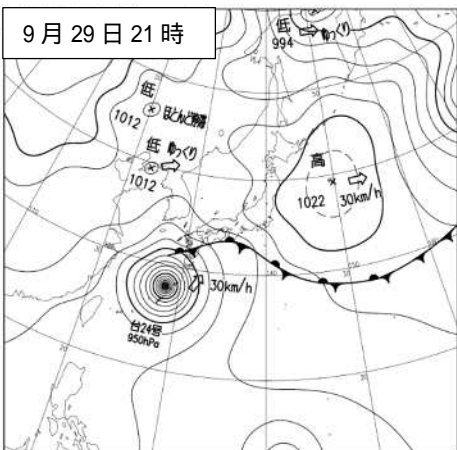 9月29日21時
低
994
ゆっくり
低
ほとんど停滞
1012
低
ゆっくり
1012
高
1022
30km/h
30km/h
台24号
950hPa
140